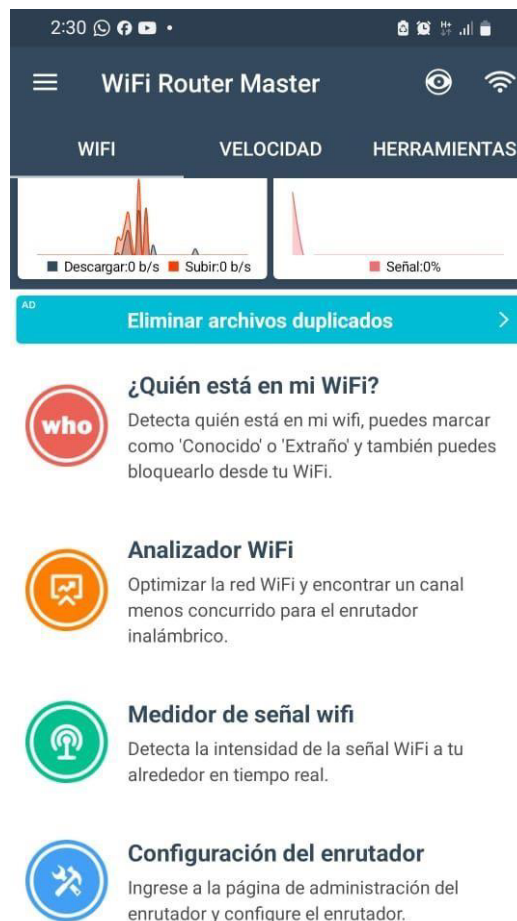 2:30
H+
WiFi Router Master
WIFI VELOCIDAD HERRAMIENTAS
Descargar:0 b/s Subir:0 b/s Señal:0%
AD
Eliminar archivos duplicados
¿Quién está en mi WiFi?
who
Detecta quién está en mi wifi, puedes marcar
como 'Conocido' o 'Extraño' y también puedes
bloquearlo desde tu WiFi.
Analizador WiFi
Optimizar la red WiFi y encontrar un canal
menos concurrido para el enrutador
inalámbrico.
Medidor de señal wifi
Detecta la intensidad de la señal WiFi a tu
alrededor en tiempo real.
Configuración del enrutador
Ingrese a la página de administración del
enrutador y configure el enrutador.